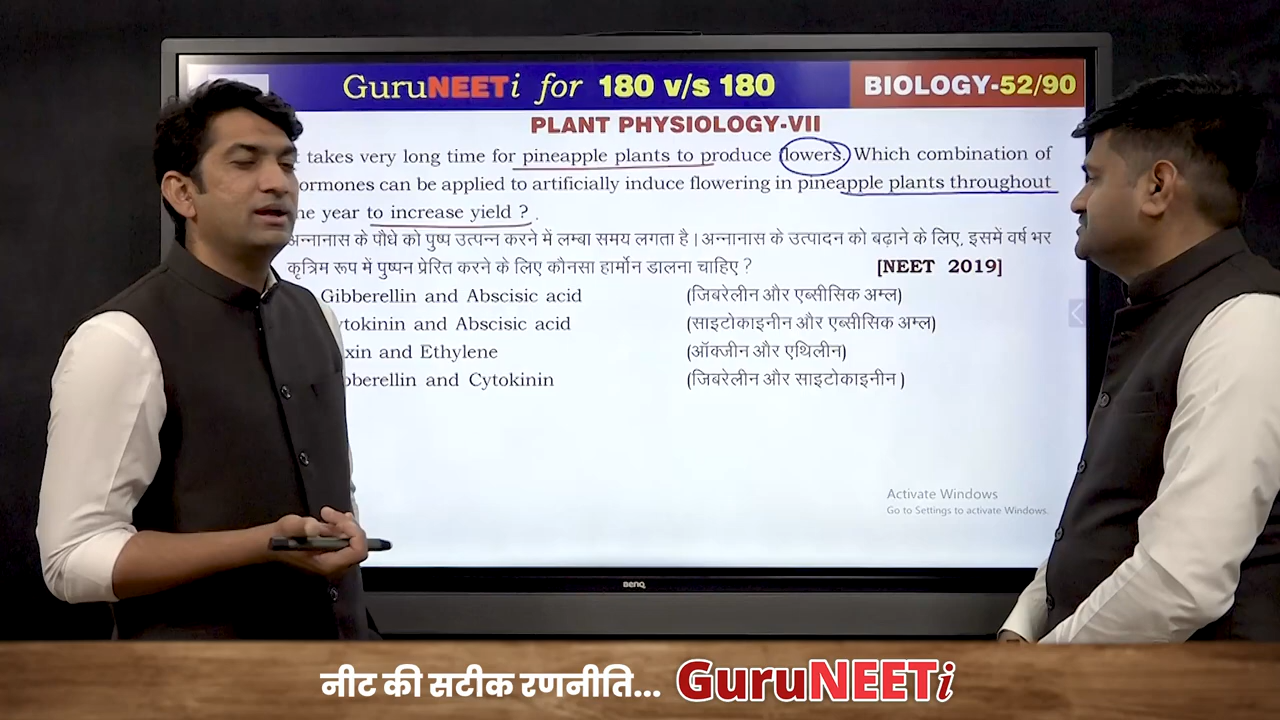 GuruNEETi for 180 v/s 180
BIOLOGY-52/90
PLANT PHYSIOLOGY-VII
takes very long time for pineapple plants to produce flowers. Which combination of
can be applied to artificially induce flowering in pineapple plants throughout
year to increase yield ?
अन्नानास के पौधे को पुष्प उत्पन्न करने में लम्बा समय लगता है। अन्नानास के उत्पादन को बढ़ाने के लिए, इसमें वर्ष भर
कृत्रिम रूप में पुष्पन प्रेरित करने के लिए कौनसा हार्मोन डालना चाहिए ?
[NEET 2019]
Gibberellin and Abscisic acid (जिबरेलीन और एब्सीसिक अम्ल)
and Abscisic acid (साइटोकाइनीन और एब्सीसिक अम्ल)
and Ethylene (ऑक्जीन और एथिलीन)
and Cytokinin (जिबरेलीन और साइटोकाइनीन )
Activate Windows
Go to Settings to activate Windows.
BenQ
नीट की सटीक रणनीति... GuruNEETi